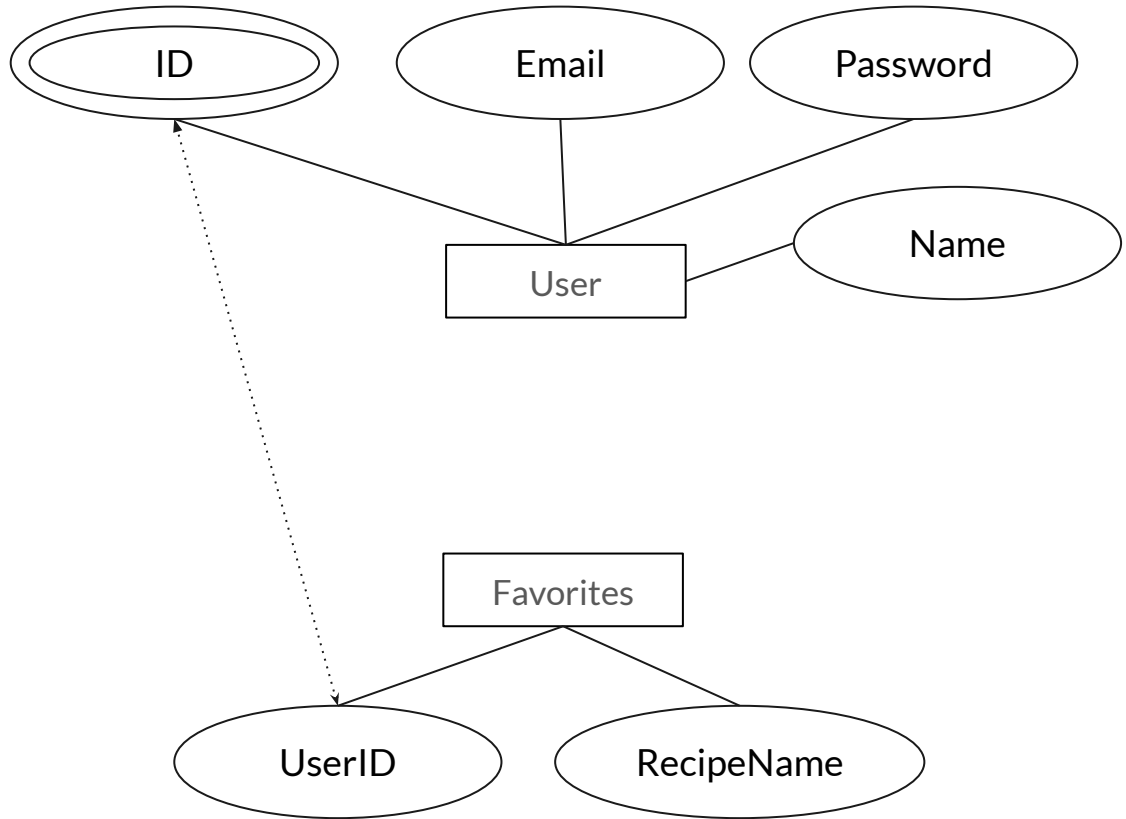 ID
Email
Password
Name
User
Favorites
UserID
RecipeName